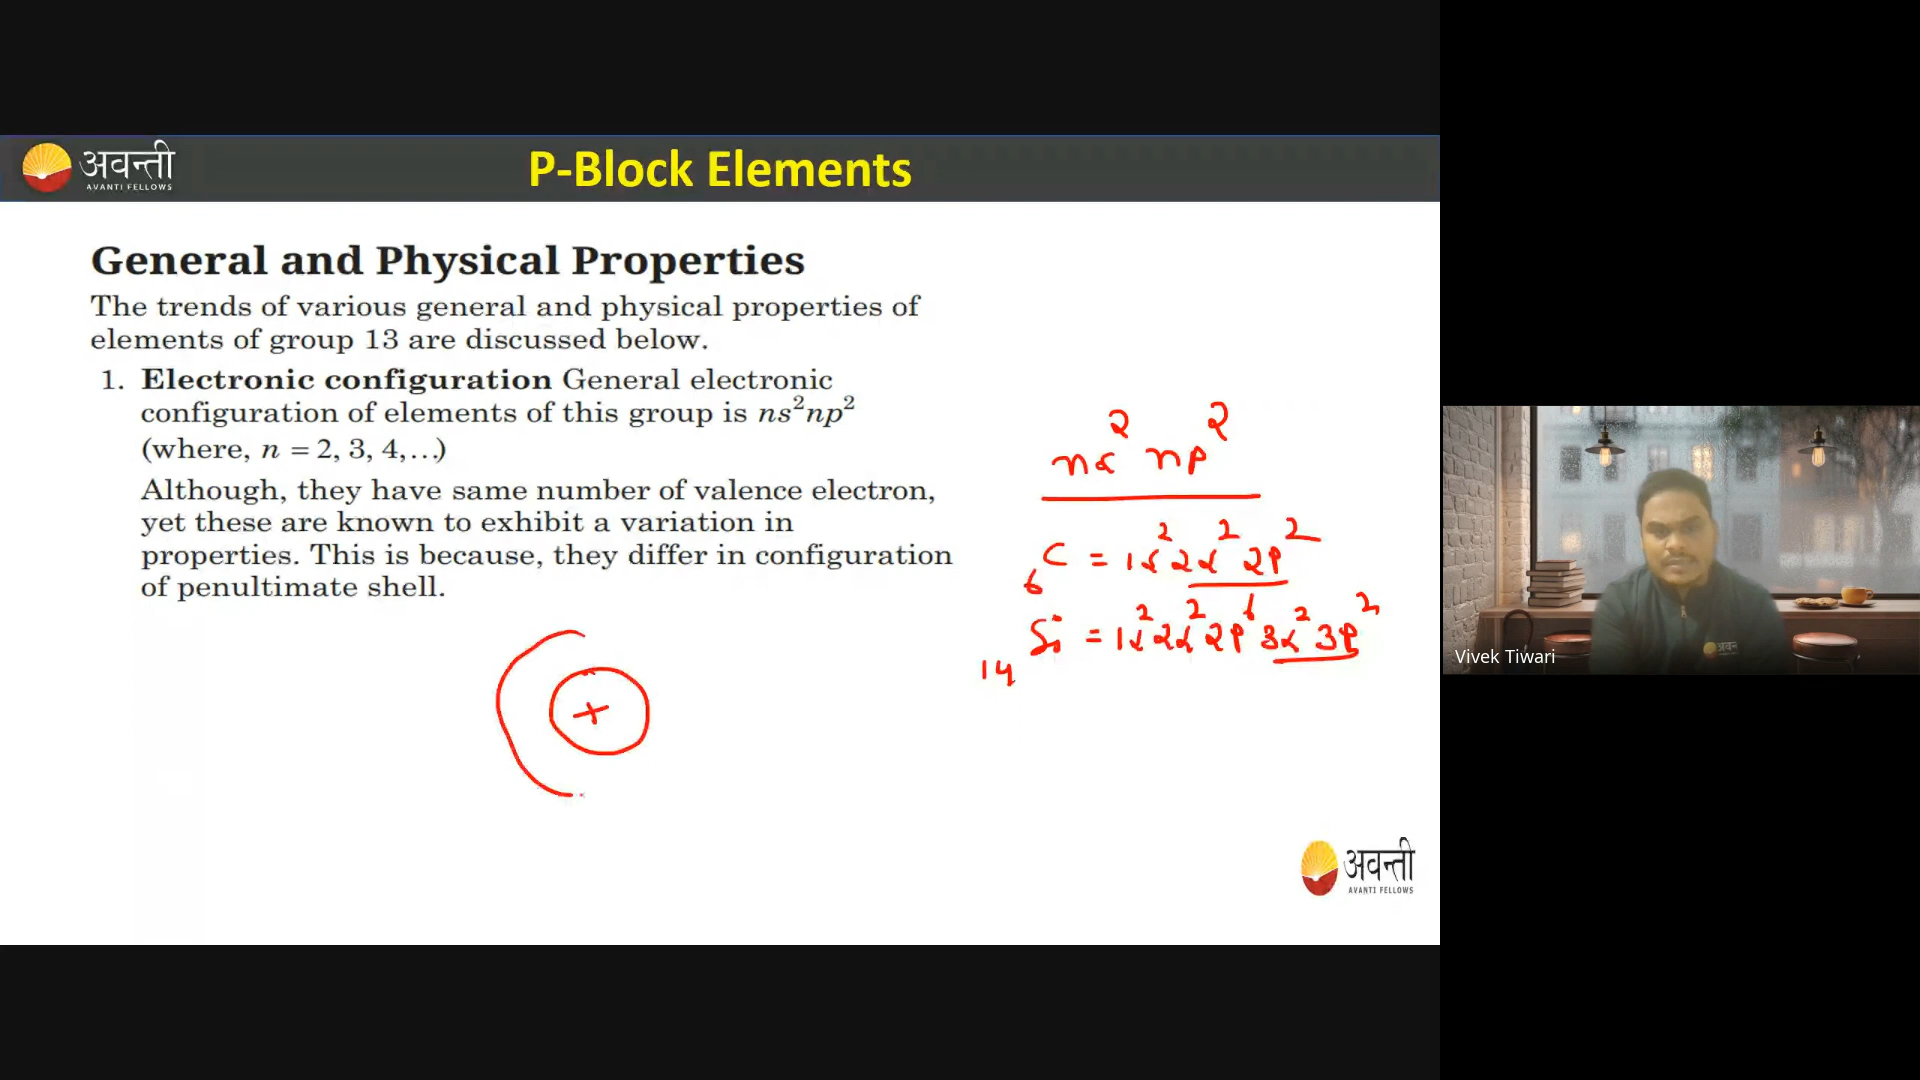 अवन्ती
AVANTI FELLOWS
P-Block Elements
General and Physical Properties
The trends of various general and physical properties of
elements of group 13 are discussed below.
1. Electronic configuration General electronic
configuration of elements of this group is ns²np²
(where, n = 2, 3, 4,...)
Although, they have same number of valence electron,
yet these are known to exhibit a variation in
properties. This is because, they differ in configuration
of penultimate shell.
ns² np²
₆C = 1s² 2s² 2p²
₁₄Si = 1s² 2s² 2p⁶ 3s² 3p²
+
Vivek Tiwari
अवन्ती
AVANTI FELLOWS